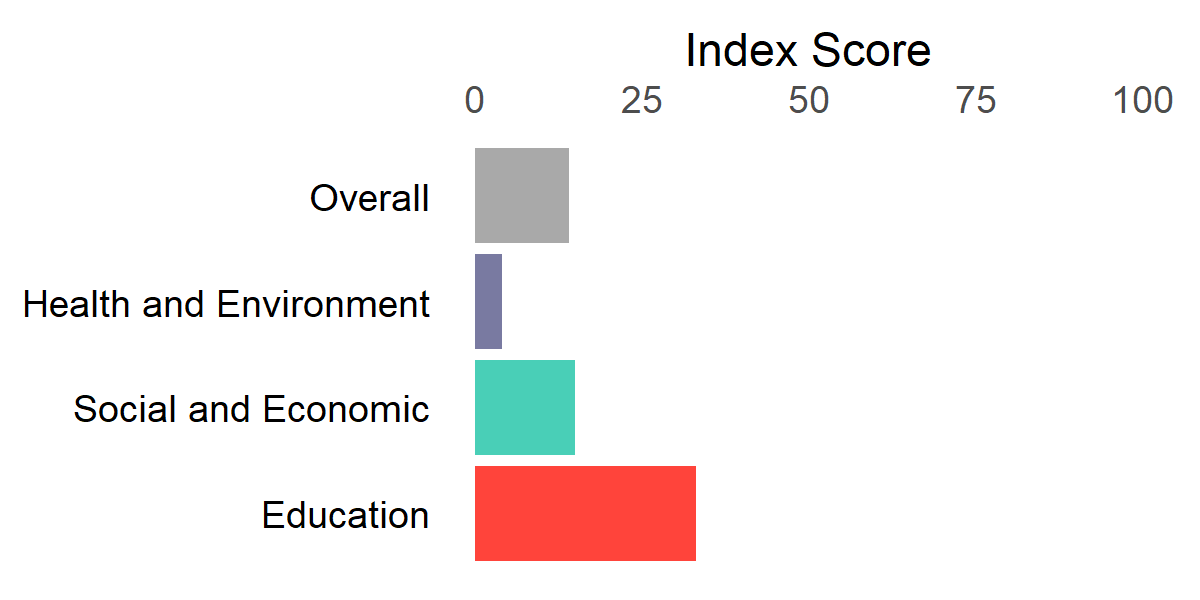 Index Score
0 25 50 75 100
Overall
Health and Environment
Social and Economic
Education